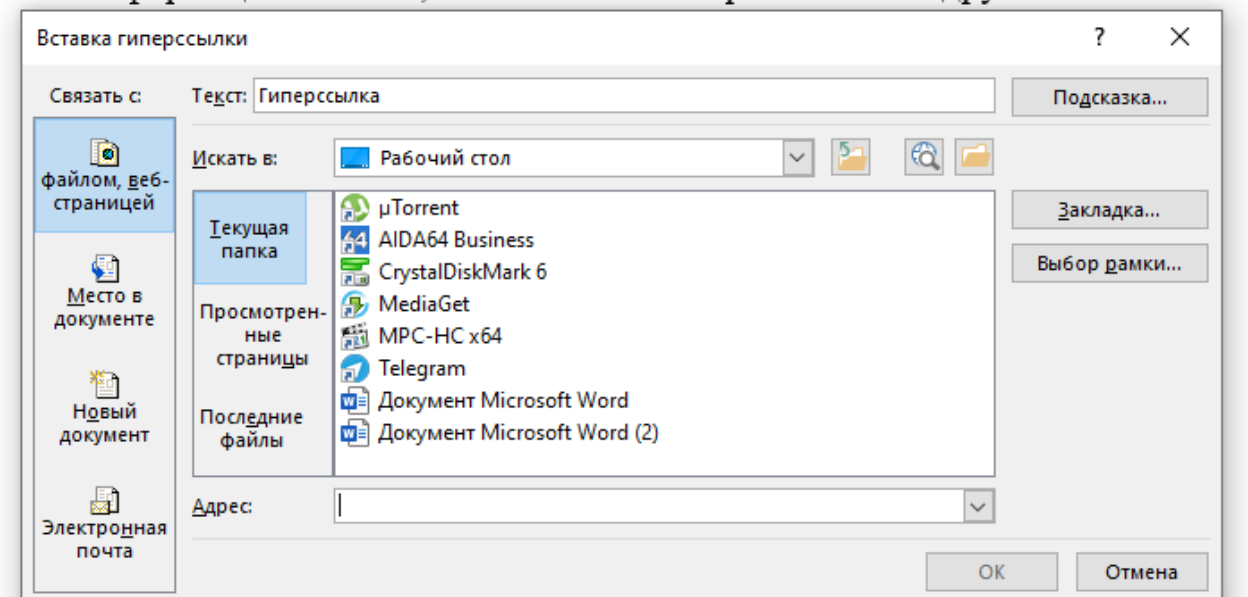 Вставка гиперссылки ?
Связать с: Текст: Гиперссылка Подсказка...
файлом, веб-
страницей
Искать в: Рабочий стол
Текущая
папка
µTorrent
AIDA64 Business
CrystalDiskMark 6
MediaGet
MPC-HC x64
Telegram
Документ Microsoft Word
Документ Microsoft Word (2)
Закладка...
Выбор рамки...
Место в
документе
Просмотрен-
ные
страницы
Новый
документ
Последние
файлы
Адрес:
Электронная
почта
ОК Отмена